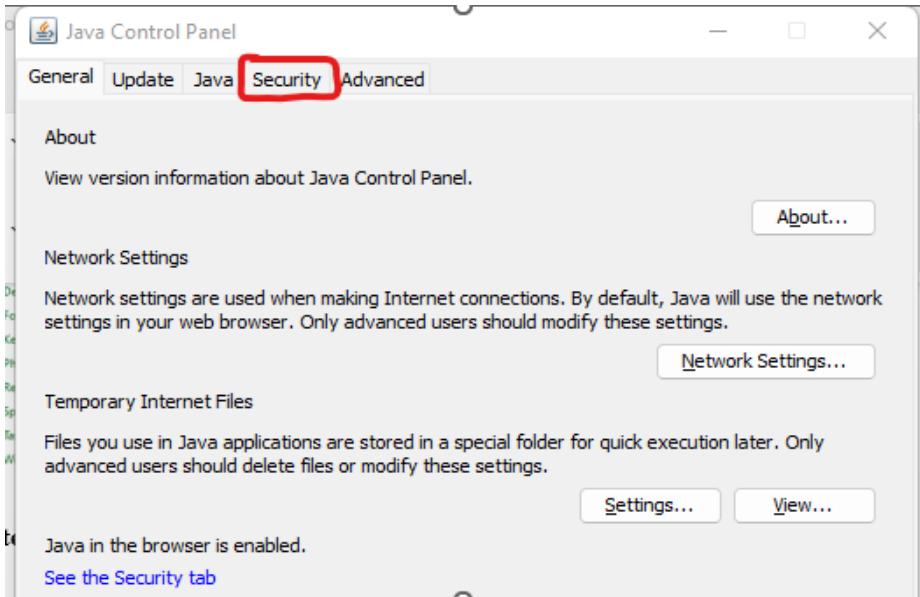 Java Control Panel
General Update Java Security Advanced
About
View version information about Java Control Panel.
About...
Network Settings
Network settings are used when making Internet connections. By default, Java will use the network
settings in your web browser. Only advanced users should modify these settings.
Network Settings...
Temporary Internet Files
Files you use in Java applications are stored in a special folder for quick execution later. Only
advanced users should delete files or modify these settings.
Settings... View...
Java in the browser is enabled.
See the Security tab